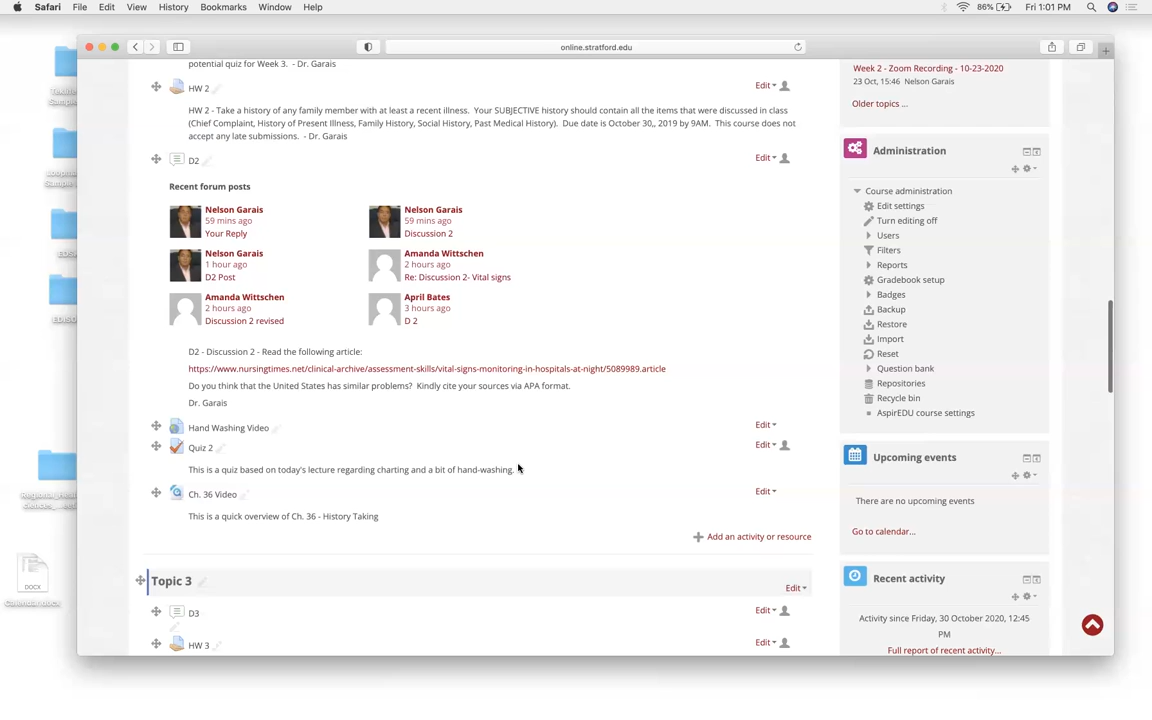 Safari File Edit View History Bookmarks Window Help
86% Fri 1:01 PM
online.stratford.edu
potential quiz for Week 3. - Dr. Garais
HW 2
Edit
HW 2 - Take a history of any family member with at least a recent illness. Your SUBJECTIVE history should contain all the items that were discussed in class
(Chief Complaint, History of Present Illness, Family History, Social History, Past Medical History). Due date is October 30,, 2019 by 9AM. This course does not
accept any late submissions. - Dr. Garais
D2
Edit
Recent forum posts
Nelson Garais
59 mins ago
Your Reply
Nelson Garais
59 mins ago
Discussion 2
Nelson Garais
1 hour ago
D2 Post
Amanda Wittschen
2 hours ago
Re: Discussion 2- Vital signs
Amanda Wittschen
2 hours ago
Discussion 2 revised
April Bates
3 hours ago
D 2
D2 - Discussion 2 - Read the following article:
https://www.nursingtimes.net/clinical-archive/assessment-skills/vital-signs-monitoring-in-hospitals-at-night/5089989.article
Do you think that the United States has similar problems? Kindly cite your sources via APA format.
Dr. Garais
Hand Washing Video
Edit
Quiz 2
Edit
This is a quiz based on today's lecture regarding charting and a bit of hand-washing.
Ch. 36 Video
Edit
This is a quick overview of Ch. 36 - History Taking
Add an activity or resource
Topic 3
Edit
D3
Edit
HW 3
Edit
Week 2 - Zoom Recording - 10-23-2020
23 Oct, 15:46 Nelson Garais
Older topics ...
Administration
Course administration
Edit settings
Turn editing off
Users
Filters
Reports
Gradebook setup
Badges
Backup
Restore
Import
Reset
Question bank
Repositories
Recycle bin
AspirEDU course settings
Upcoming events
There are no upcoming events
Go to calendar...
Recent activity
Activity since Friday, 30 October 2020, 12:45
PM
Full report of recent activity...
DOCX
Calendar.docx